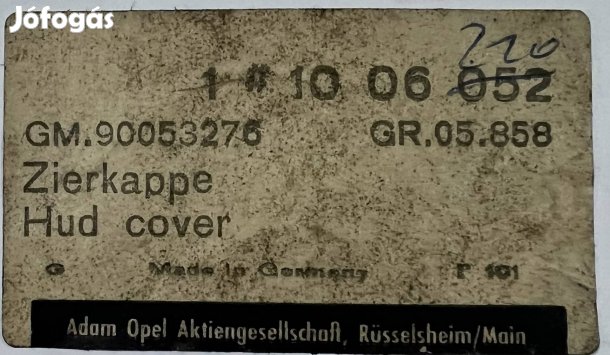 Jófogás
220
1 # 10 06 052
GM.90053276 GR.05.858
Zierkappe
Hud cover
G Made in Germany P 101
Adam Opel Aktiengesellschaft, Rüsselsheim/Main